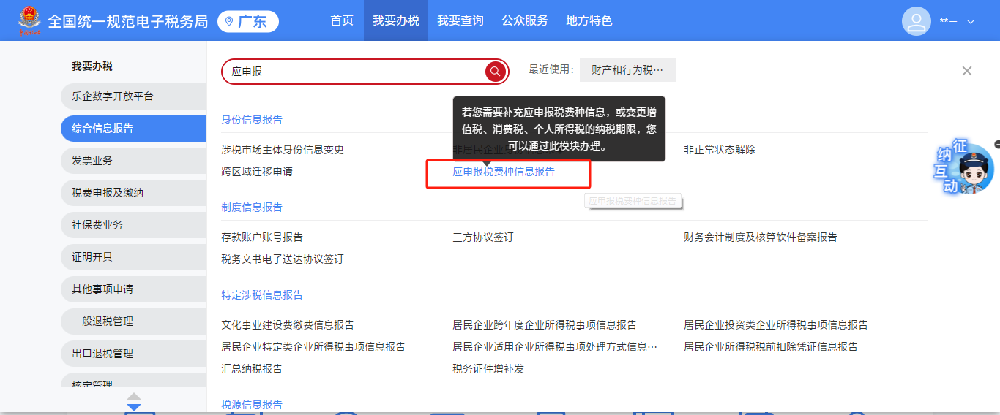 全国统一规范电子税务局
广东
首页
我要办税
我要查询
公众服务
地方特色
**三
我要办税
乐企数字开放平台
综合信息报告
发票业务
税费申报及缴纳
社保费业务
证明开具
其他事项申请
一般退税管理
出口退税管理
核定管理
应申报
最近使用:
财产和行为税…
若您需要补充应申报税费种信息，或变更增
值税、消费税、个人所得税的纳税期限，您
可以通过此模块办理。
身份信息报告
涉税市场主体身份信息变更
非正常状态解除
跨区域迁移申请
应申报税费种信息报告
应申报税费种信息报告
制度信息报告
存款账户账号报告
三方协议签订
财务会计制度及核算软件备案报告
税务文书电子送达协议签订
特定涉税信息报告
文化事业建设费缴费信息报告
居民企业跨年度企业所得税事项信息报告
居民企业投资类企业所得税事项信息报告
居民企业特定类企业所得税事项信息报告
居民企业适用企业所得税事项处理方式信息…
居民企业所得税税前扣除凭证信息报告
汇总纳税报告
税务证件增补发
税源信息报告
征
纳
互
动